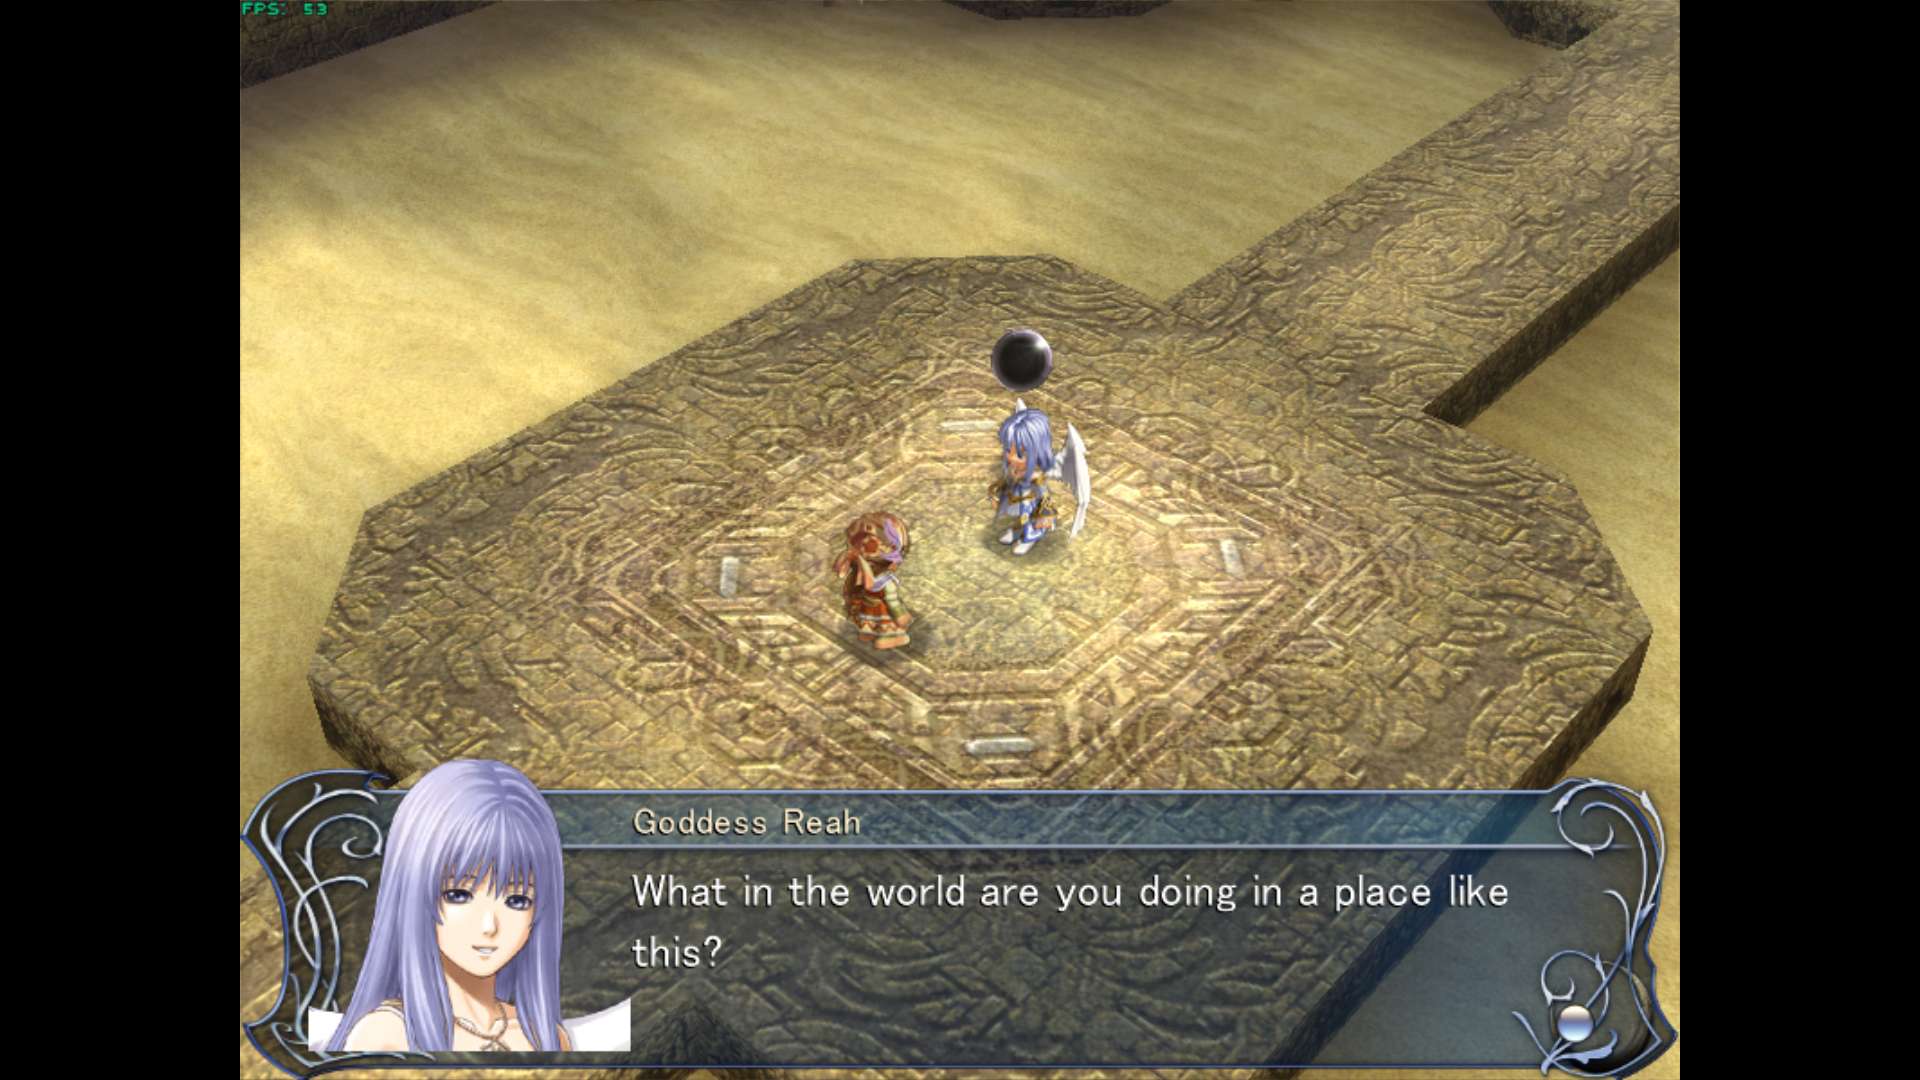 FPS: 53
Goddess Reah
What in the world are you doing in a place like
this?